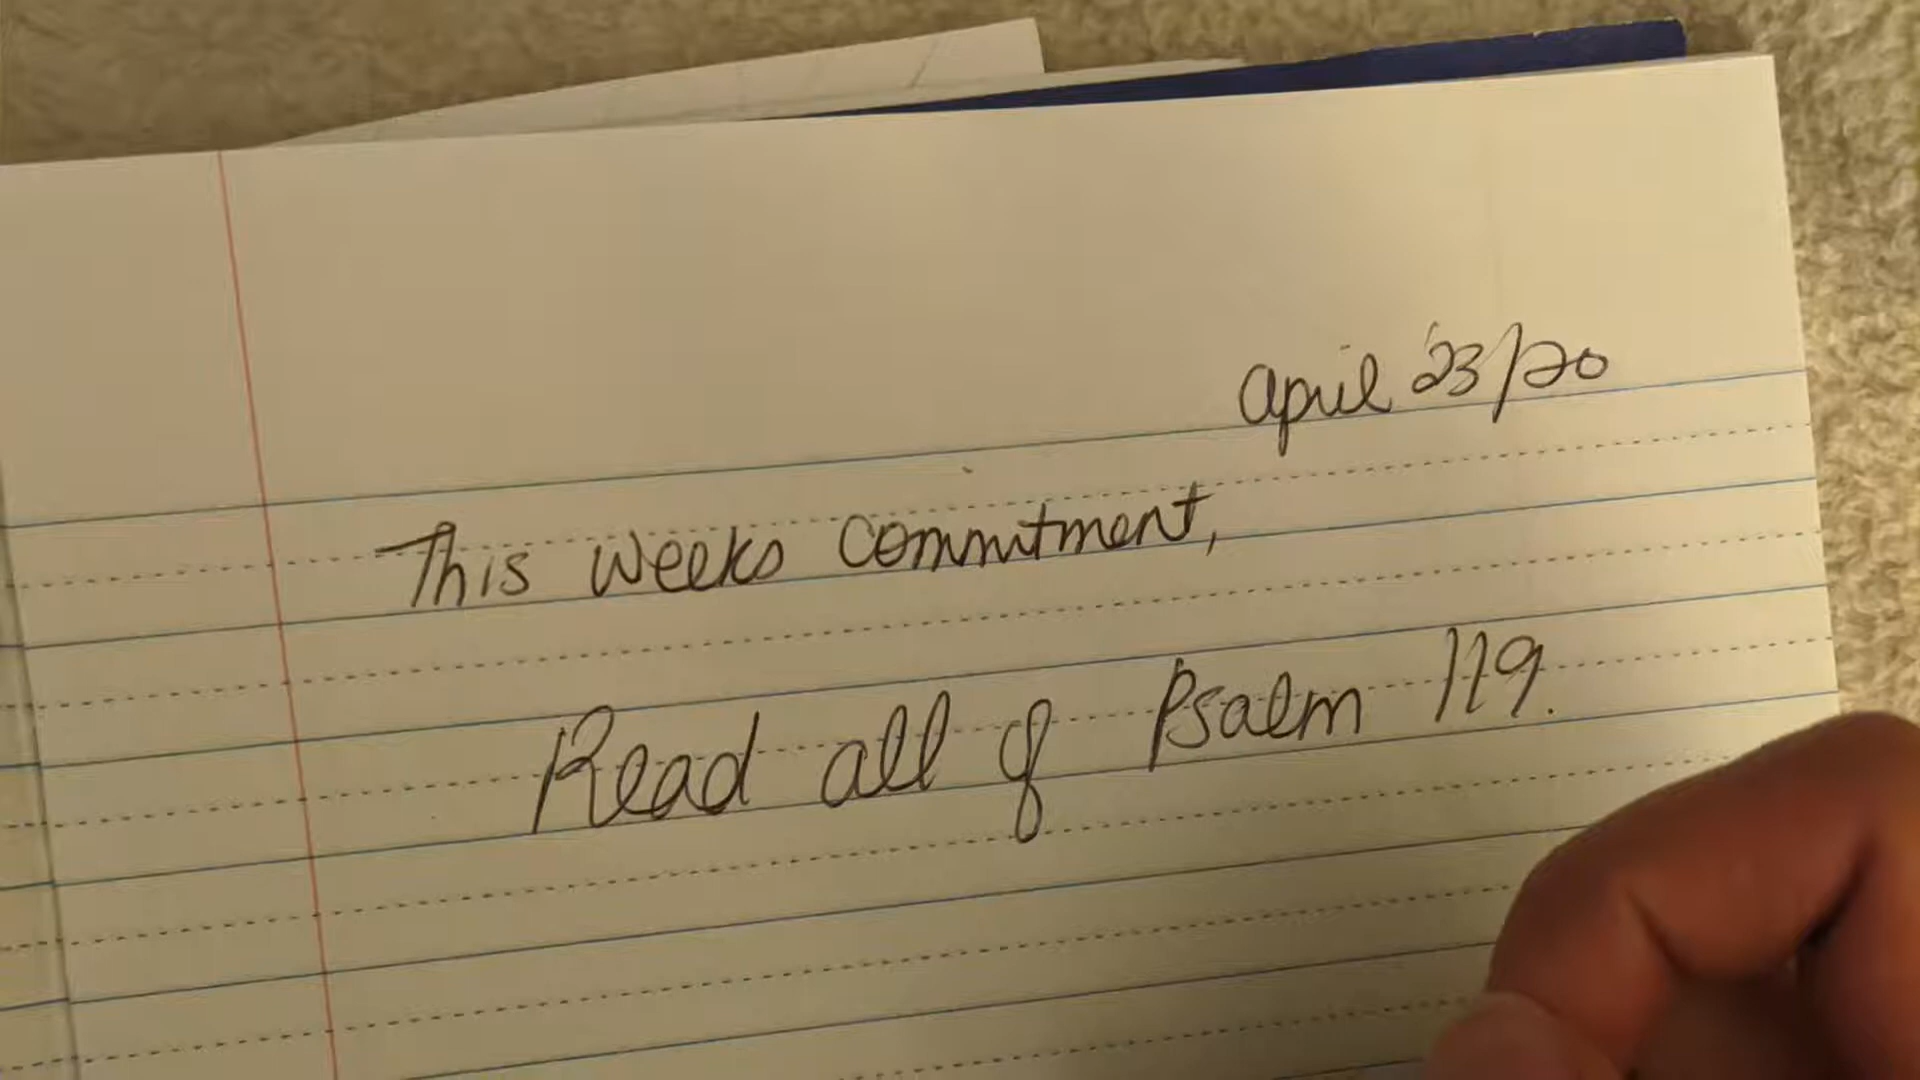 April 23/20
This weeks commitment,
Read all of Psalm 119.